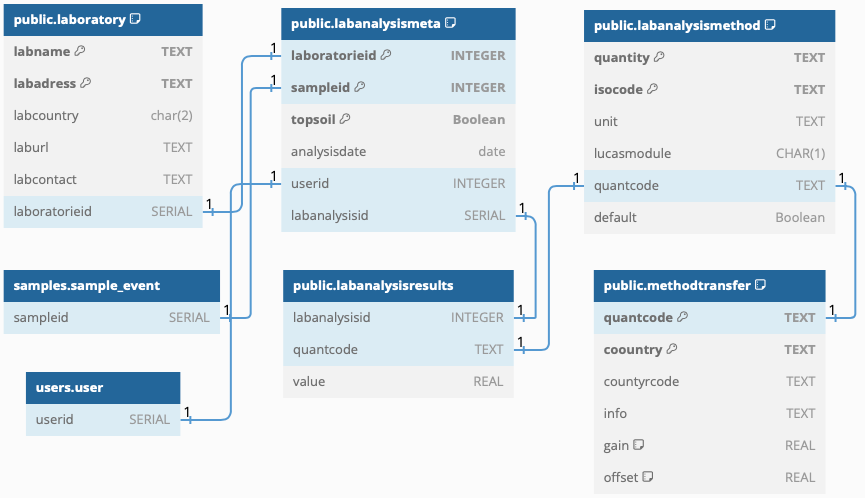 public.laboratory
labname TEXT
labadress TEXT
labcountry char(2)
laburl TEXT
labcontact TEXT
laboratorieid SERIAL
1
public.labanalysismeta
1 laboratorieid INTEGER
1 sampleid INTEGER
topsoil Boolean
analysisdate date
1 userid INTEGER
labanalysisid SERIAL 1
public.labanalysismethod
quantity TEXT
isocode TEXT
unit TEXT
lucasmodule CHAR(1)
1 quantcode TEXT 1
default Boolean
samples.sample_event
sampleid SERIAL 1
users.user
userid SERIAL 1
public.labanalysisresults
labanalysisid INTEGER 1
quantcode TEXT 1
value REAL
public.methodtransfer
quantcode TEXT 1
coountry TEXT
countyrcode TEXT
info TEXT
gain REAL
offset REAL